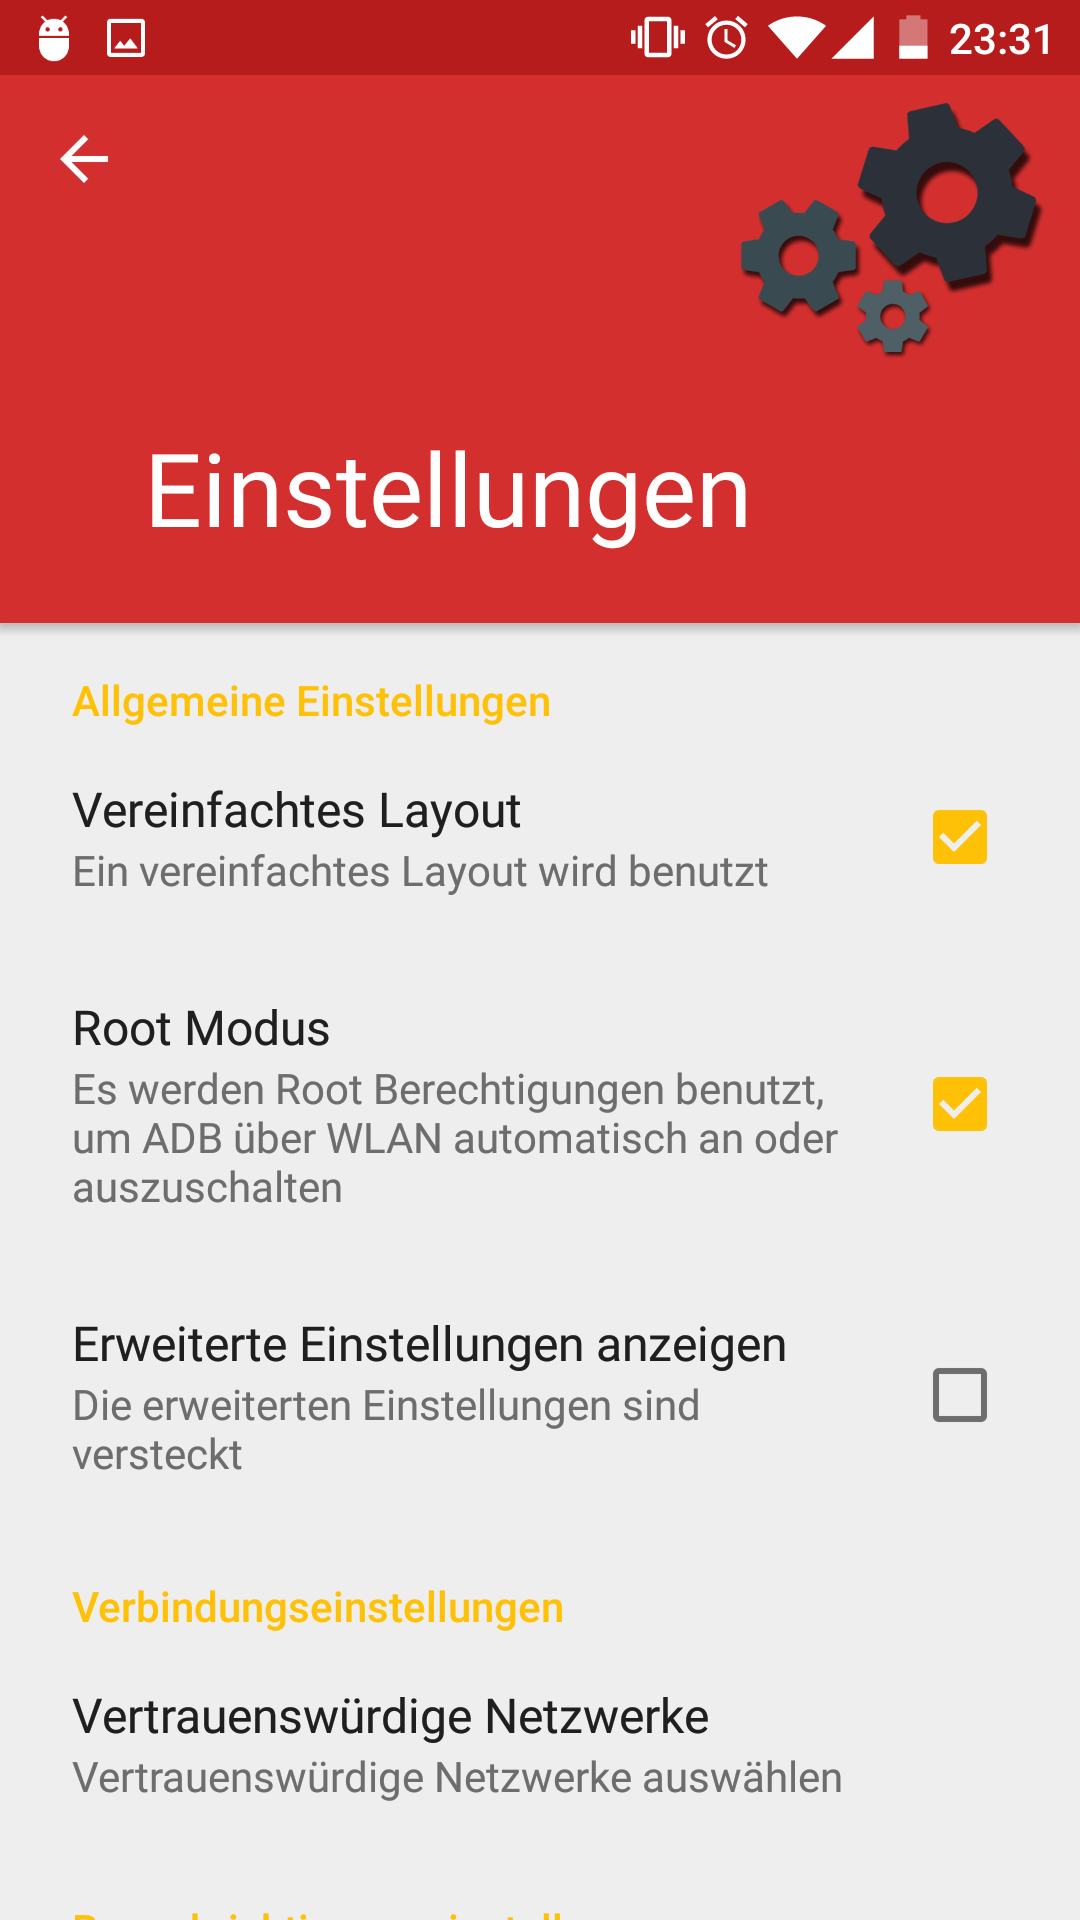 23:31
Einstellungen
Allgemeine Einstellungen
Vereinfachtes Layout
Ein vereinfachtes Layout wird benutzt
Root Modus
Es werden Root Berechtigungen benutzt,
um ADB über WLAN automatisch an oder
auszuschalten
Erweiterte Einstellungen anzeigen
Die erweiterten Einstellungen sind
versteckt
Verbindungseinstellungen
Vertrauenswürdige Netzwerke
Vertrauenswürdige Netzwerke auswählen